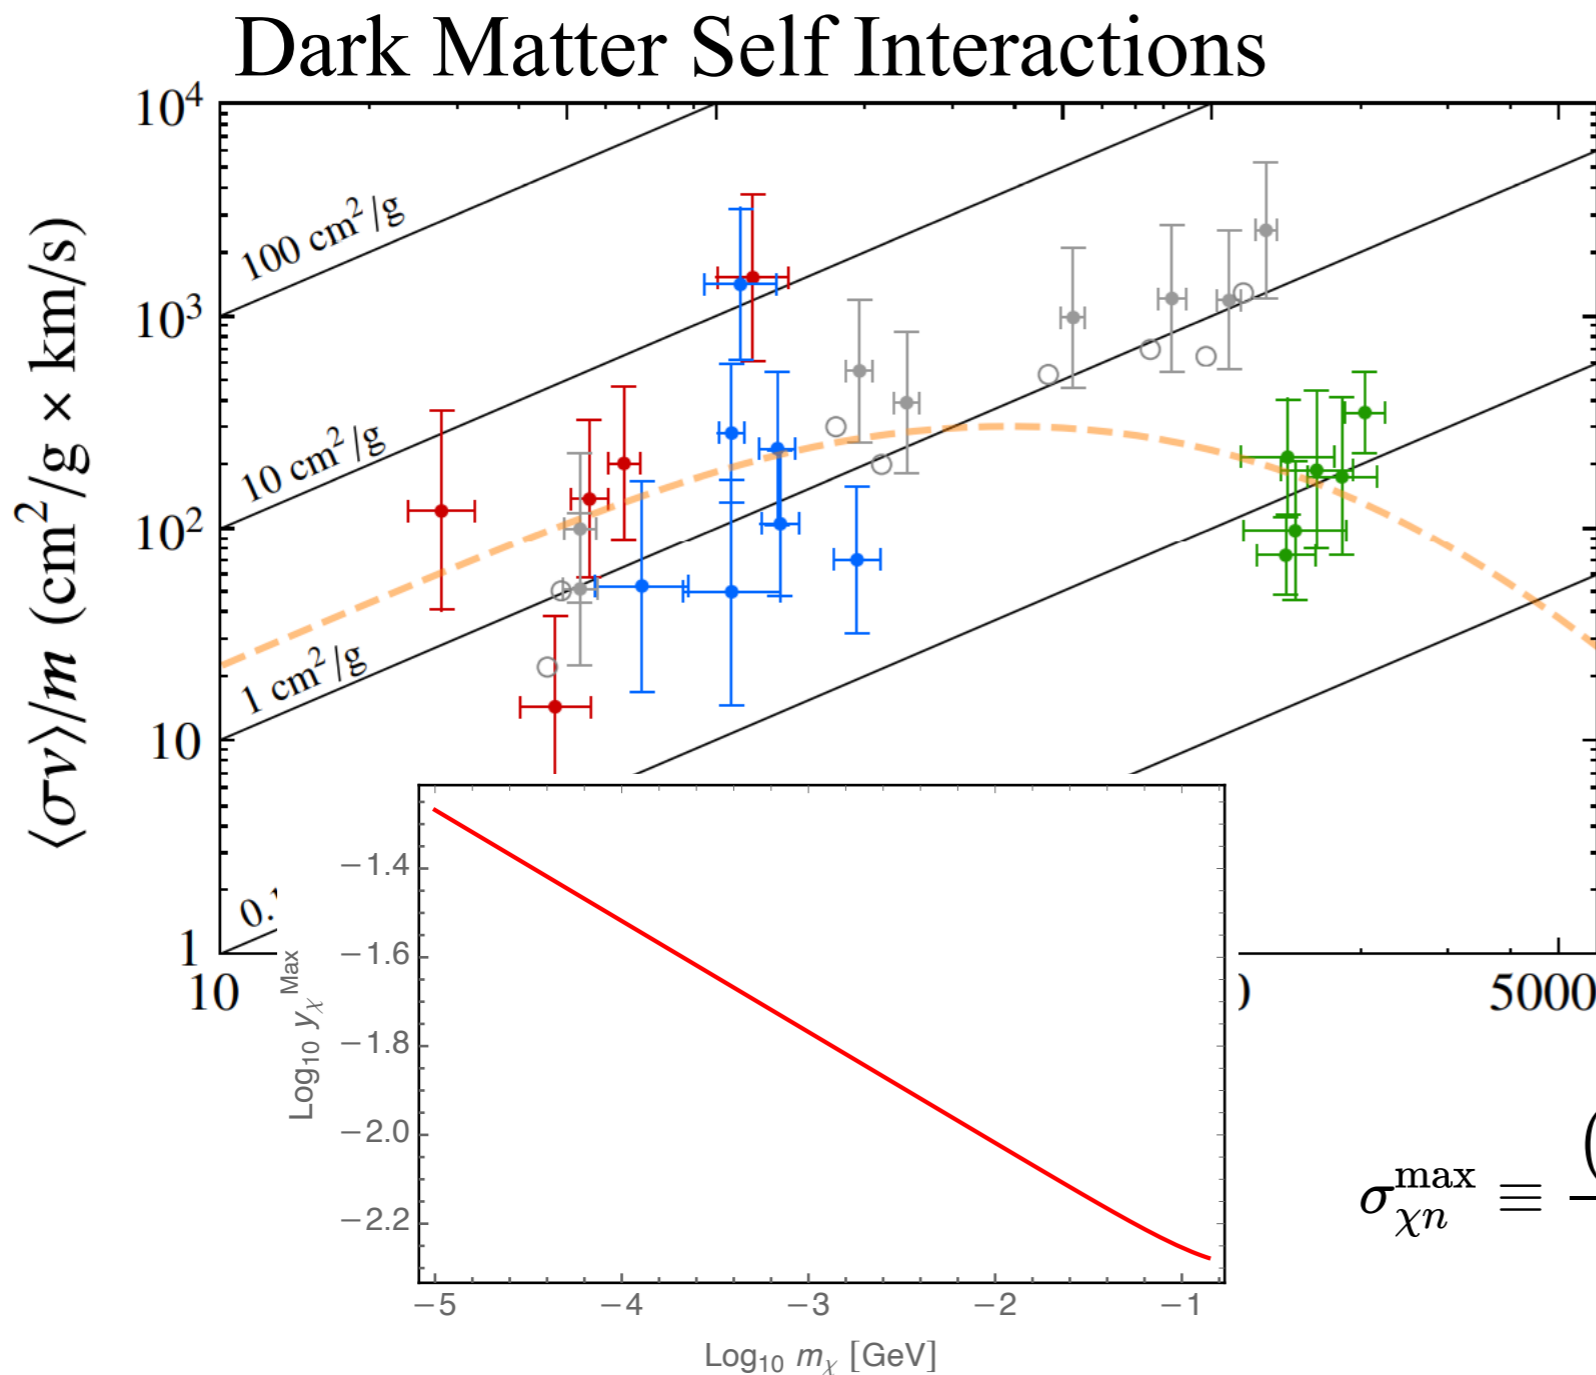 Dark Matter Self Interactions
10⁴
100 cm²/g
10³
⟨σv⟩/m (cm²/g × km/s)
10 cm²/g
10²
1 cm²/g
10
0.
1
10
5000
−1.4
−1.6
−1.8
−2.0
−2.2
Log₁₀ y_χ^Max
−5 −4 −3 −2 −1
Log₁₀ m_χ [GeV]
σ_χn^max ≡